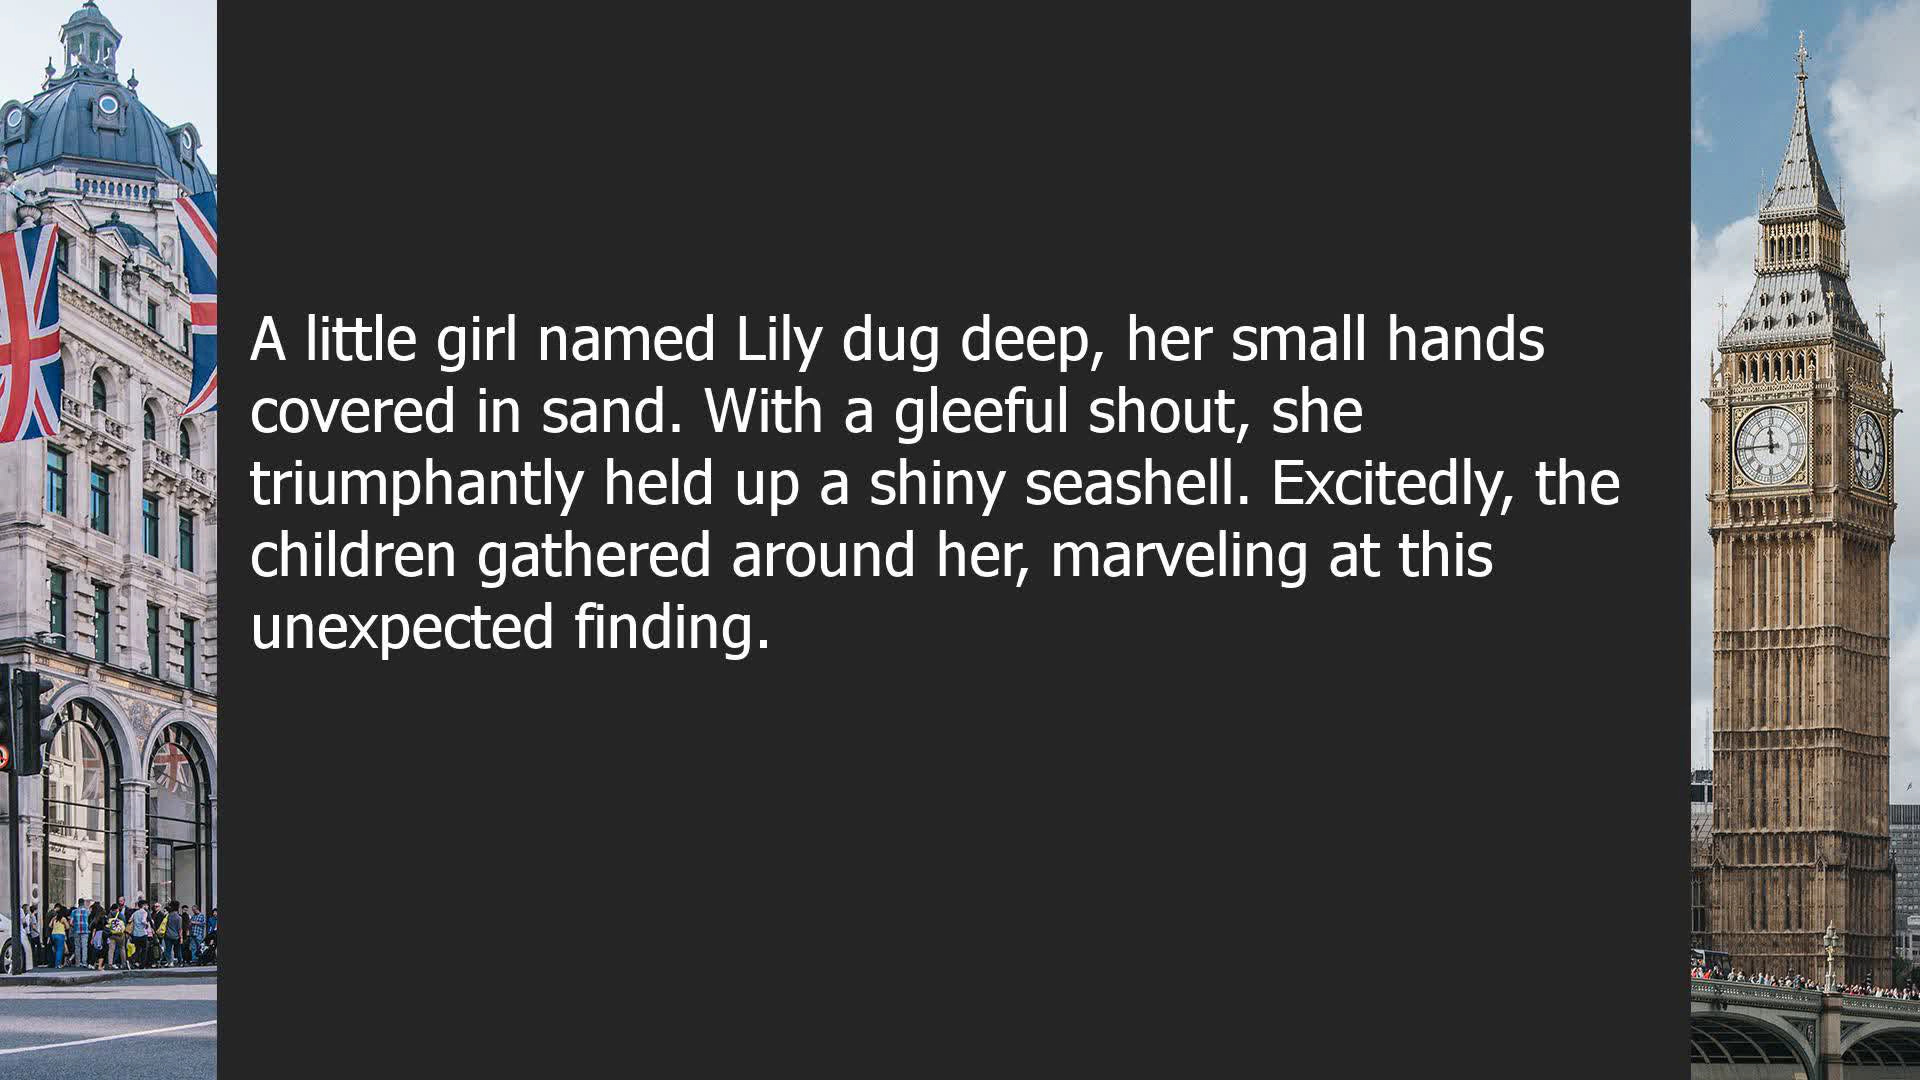 A little girl named Lily dug deep, her small hands
covered in sand. With a gleeful shout, she
triumphantly held up a shiny seashell. Excitedly, the
children gathered around her, marveling at this
unexpected finding.